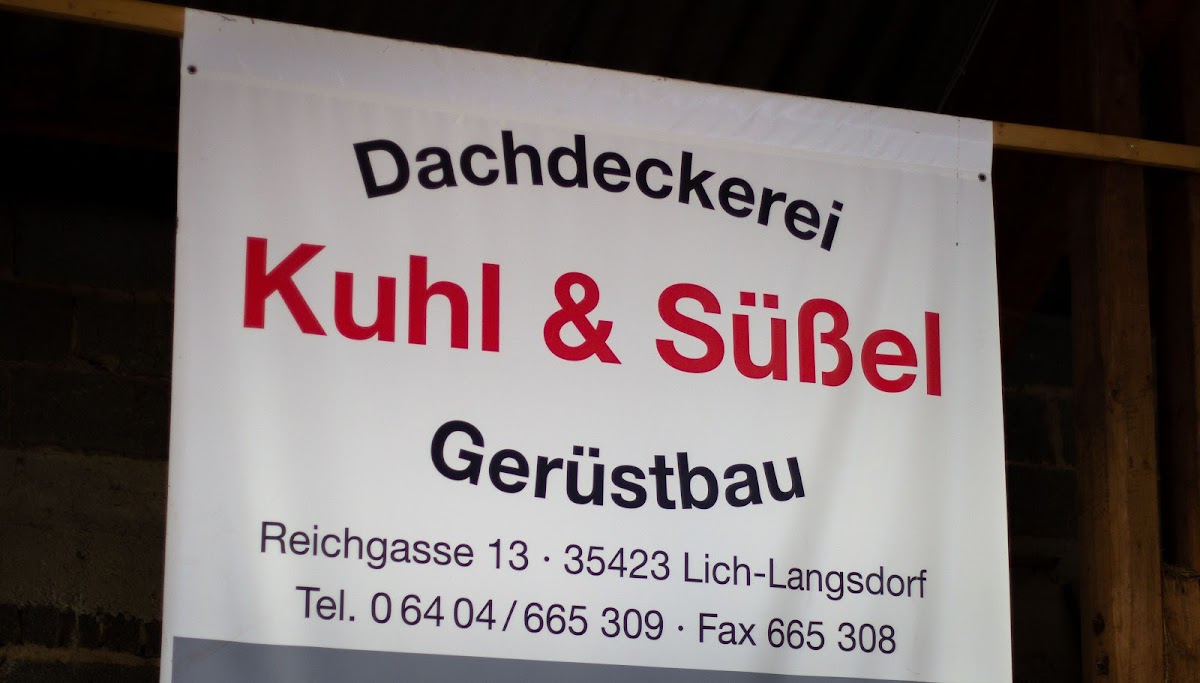 Dachdeckerei
Kuhl & Süßel
Gerüstbau
Reichgasse 13 · 35423 Lich-Langsdorf
Tel. 0 64 04 / 665 309 · Fax 665 308